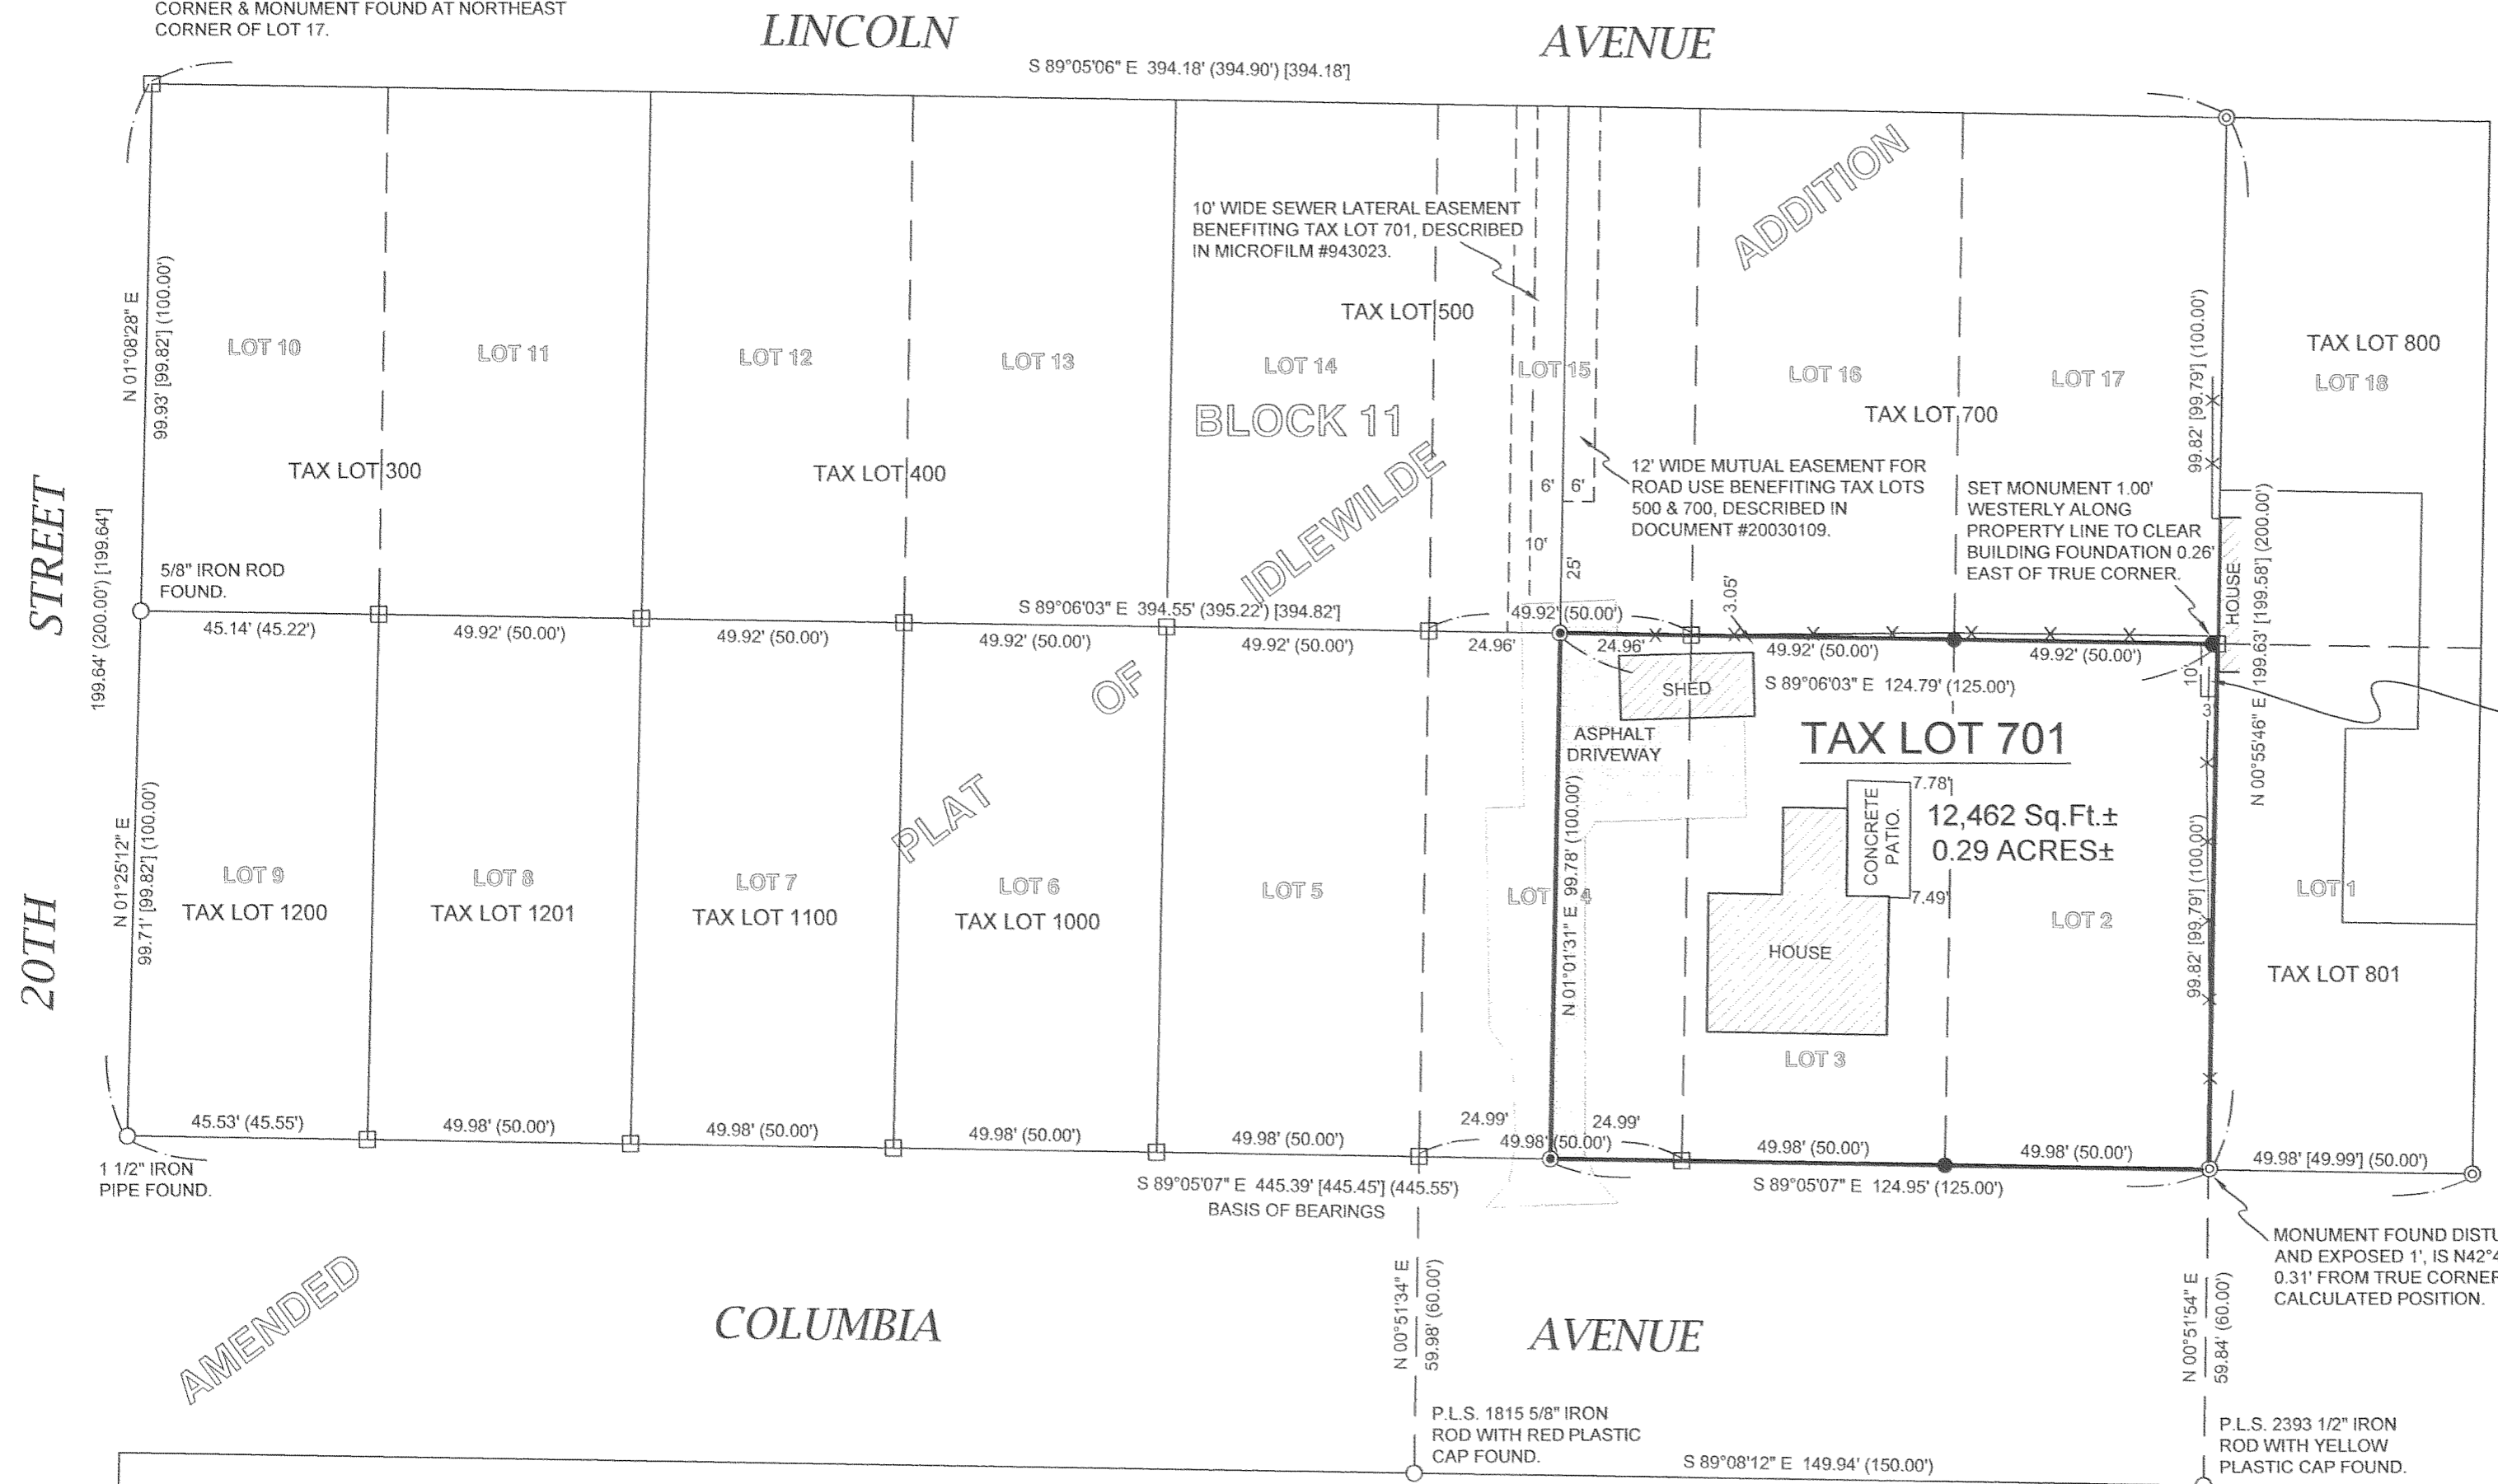 CORNER & MONUMENT FOUND AT NORTHEAST
CORNER OF LOT 17.
LINCOLN
AVENUE
S 89°05'06" E 394.18' (394.90') [394.18']
ADDITION
10' WIDE SEWER LATERAL EASEMENT
BENEFITING TAX LOT 701, DESCRIBED
IN MICROFILM #943023.
N 01°08'28" E
99.93' [99.82'] (100.00')
LOT 10
LOT 11
LOT 12
LOT 13
LOT 14
LOT 15
LOT 16
LOT 17
LOT 18
TAX LOT 500
TAX LOT 800
BLOCK 11
TAX LOT 700
99.82' [99.79'] (100.00')
TAX LOT 300
TAX LOT 400
IDLEWILDE
6'
6'
12' WIDE MUTUAL EASEMENT FOR
ROAD USE BENEFITING TAX LOTS
500 & 700, DESCRIBED IN
DOCUMENT #20030109.
SET MONUMENT 1.00'
WESTERLY ALONG
PROPERTY LINE TO CLEAR
BUILDING FOUNDATION 0.26'
EAST OF TRUE CORNER.
STREET
199.64' (200.00') [199.64']
5/8" IRON ROD
FOUND.
10'
25'
3.05'
HOUSE
N 00°55'46" E 199.63' [199.58'] (200.00')
S 89°06'03" E 394.55' (395.22') [394.82']
49.92' (50.00')
45.14' (45.22')
49.92' (50.00')
49.92' (50.00')
49.92' (50.00')
49.92' (50.00')
24.96'
24.96'
49.92' (50.00')
49.92' (50.00')
10'
3'
OF
SHED
S 89°06'03" E 124.79' (125.00')
ASPHALT
DRIVEWAY
TAX LOT 701
CONCRETE
PATIO.
7.78'
12,462 Sq.Ft.±
0.29 ACRES±
7.49'
PLAT
N 01°25'12" E
99.71' [99.82'] (100.00')
N 01°01'31" E 99.78' (100.00')
99.82' [99.79'] (100.00')
LOT 9
LOT 8
LOT 7
LOT 6
LOT 5
LOT 4
LOT 3
LOT 2
LOT 1
TAX LOT 1200
TAX LOT 1201
TAX LOT 1100
TAX LOT 1000
HOUSE
TAX LOT 801
20TH
45.53' (45.55')
49.98' (50.00')
49.98' (50.00')
49.98' (50.00')
49.98' (50.00')
24.99'
49.98' (50.00')
24.99'
49.98' (50.00')
49.98' (50.00')
49.98' [49.99'] (50.00')
1 1/2" IRON
PIPE FOUND.
S 89°05'07" E 445.39' [445.45'] (445.55')
BASIS OF BEARINGS
S 89°05'07" E 124.95' (125.00')
MONUMENT FOUND
AND EXPOSED 1', IS
0.31' FROM TRUE CORNER
CALCULATED POSITION.
AMENDED
COLUMBIA
AVENUE
N 00°51'34" E
59.98' (60.00')
N 00°51'54" E
59.84' (60.00')
P.L.S. 1815 5/8" IRON
ROD WITH RED PLASTIC
CAP FOUND.
S 89°08'12" E 149.94' (150.00')
P.L.S. 2393 1/2" IRON
ROD WITH YELLOW
PLASTIC CAP FOUND.